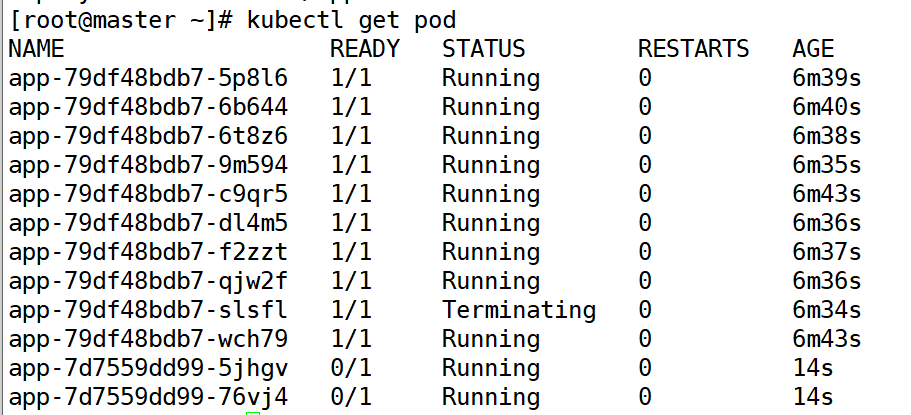 [root@master ~]# kubectl get pod
NAME READY STATUS RESTARTS AGE
app-79df48bdb7-5p8l6 1/1 Running 0 6m39s
app-79df48bdb7-6b644 1/1 Running 0 6m40s
app-79df48bdb7-6t8z6 1/1 Running 0 6m38s
app-79df48bdb7-9m594 1/1 Running 0 6m35s
app-79df48bdb7-c9qr5 1/1 Running 0 6m43s
app-79df48bdb7-dl4m5 1/1 Running 0 6m36s
app-79df48bdb7-f2zzt 1/1 Running 0 6m37s
app-79df48bdb7-qjw2f 1/1 Running 0 6m36s
app-79df48bdb7-slsfl 1/1 Terminating 0 6m34s
app-79df48bdb7-wch79 1/1 Running 0 6m43s
app-7d7559dd99-5jhgv 0/1 Running 0 14s
app-7d7559dd99-76vj4 0/1 Running 0 14s